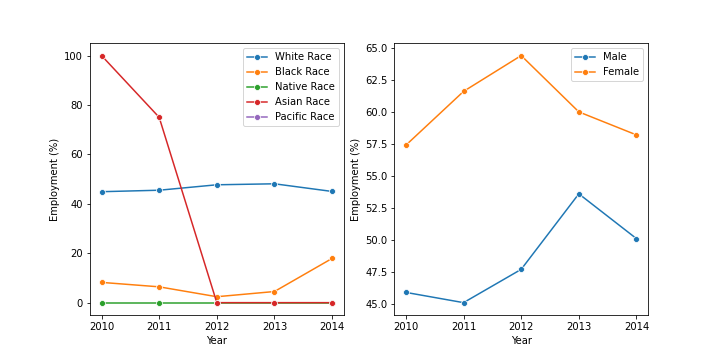 100
80
60
40
20
0
Employment (%)
2010 2011 2012 2013 2014
Year
White Race
Black Race
Native Race
Asian Race
Pacific Race
65.0
62.5
60.0
57.5
55.0
52.5
50.0
47.5
45.0
Employment (%)
2010 2011 2012 2013 2014
Year
Male
Female